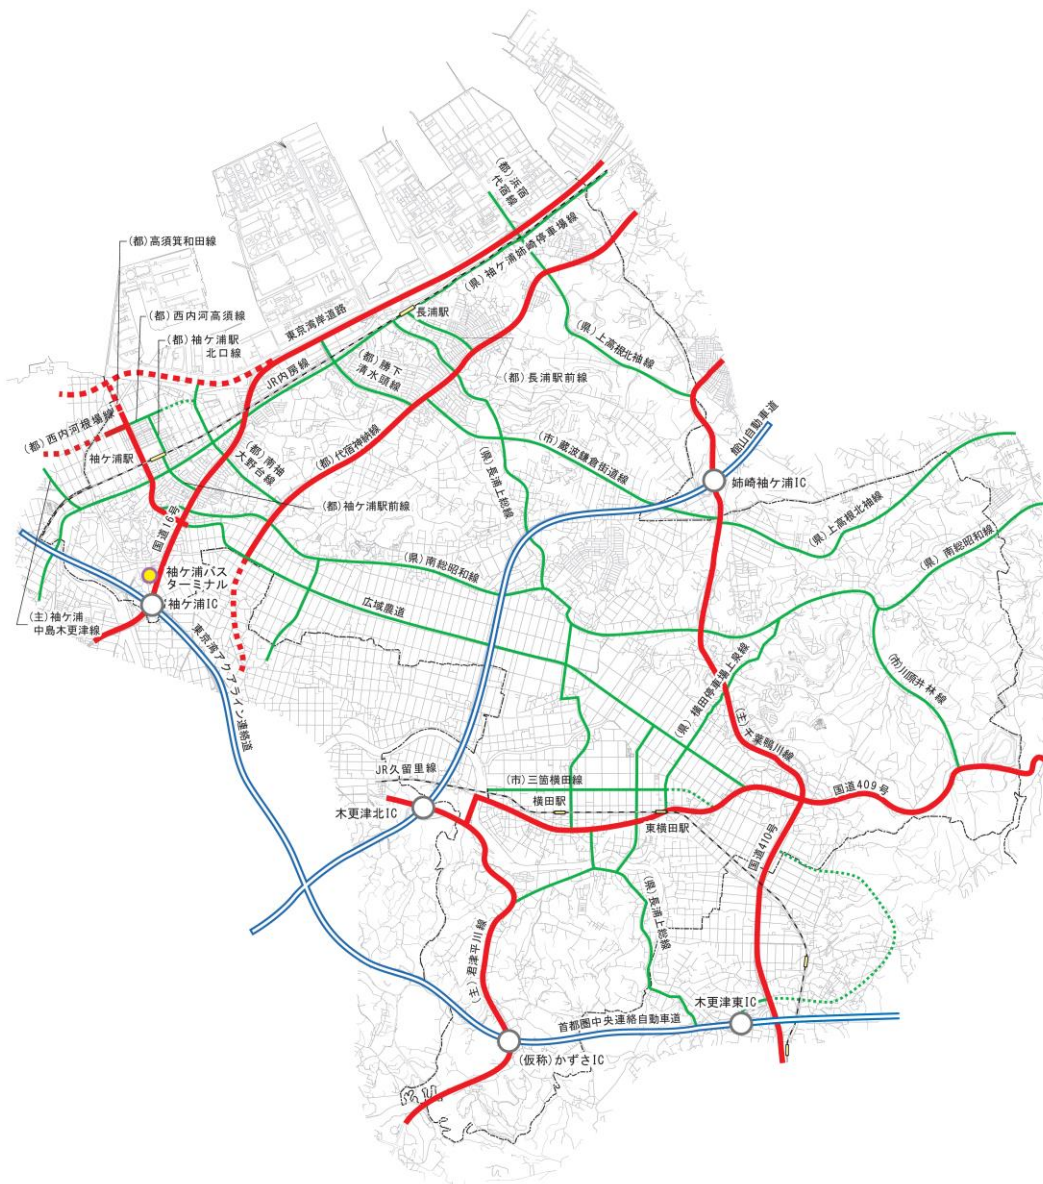 (都)浜宿
代宿線
(県)袖ケ浦姉崎停車場線
(都)高須箕和田線
(都)西内河高須線
(都)袖ケ浦駅
北口線
東京湾岸道路
長浦駅
JR内房線
(都)勝下
清水頭線
(都)長浦駅前線
(県)上高根北袖線
館山自動車道
(都)西内河根場線
袖ケ浦駅
(都)南袖
大野台線
(都)代宿神納線
(市)蔵波鎌倉街道線
(県)長浦上総線
姉崎袖ケ浦IC
(都)袖ケ浦駅前線
国道16号
(県)上高根北袖線
(県)南総昭和線
(県)南総昭和線
袖ケ浦バス
ターミナル
袖ケ浦IC
(主)袖ケ浦
中島木更津線
広域農道
東京湾アクアライン連絡道
(県)横田停車場上泉線
(市)川原井林線
(主)千葉鴨川線
JR久留里線
(市)三箇横田線
国道409号
木更津北IC
横田駅
東横田駅
国道410号
(県)長浦上総線
(主)君津平川線
木更津東IC
首都圏中央連絡自動車道
(仮称)かずさIC